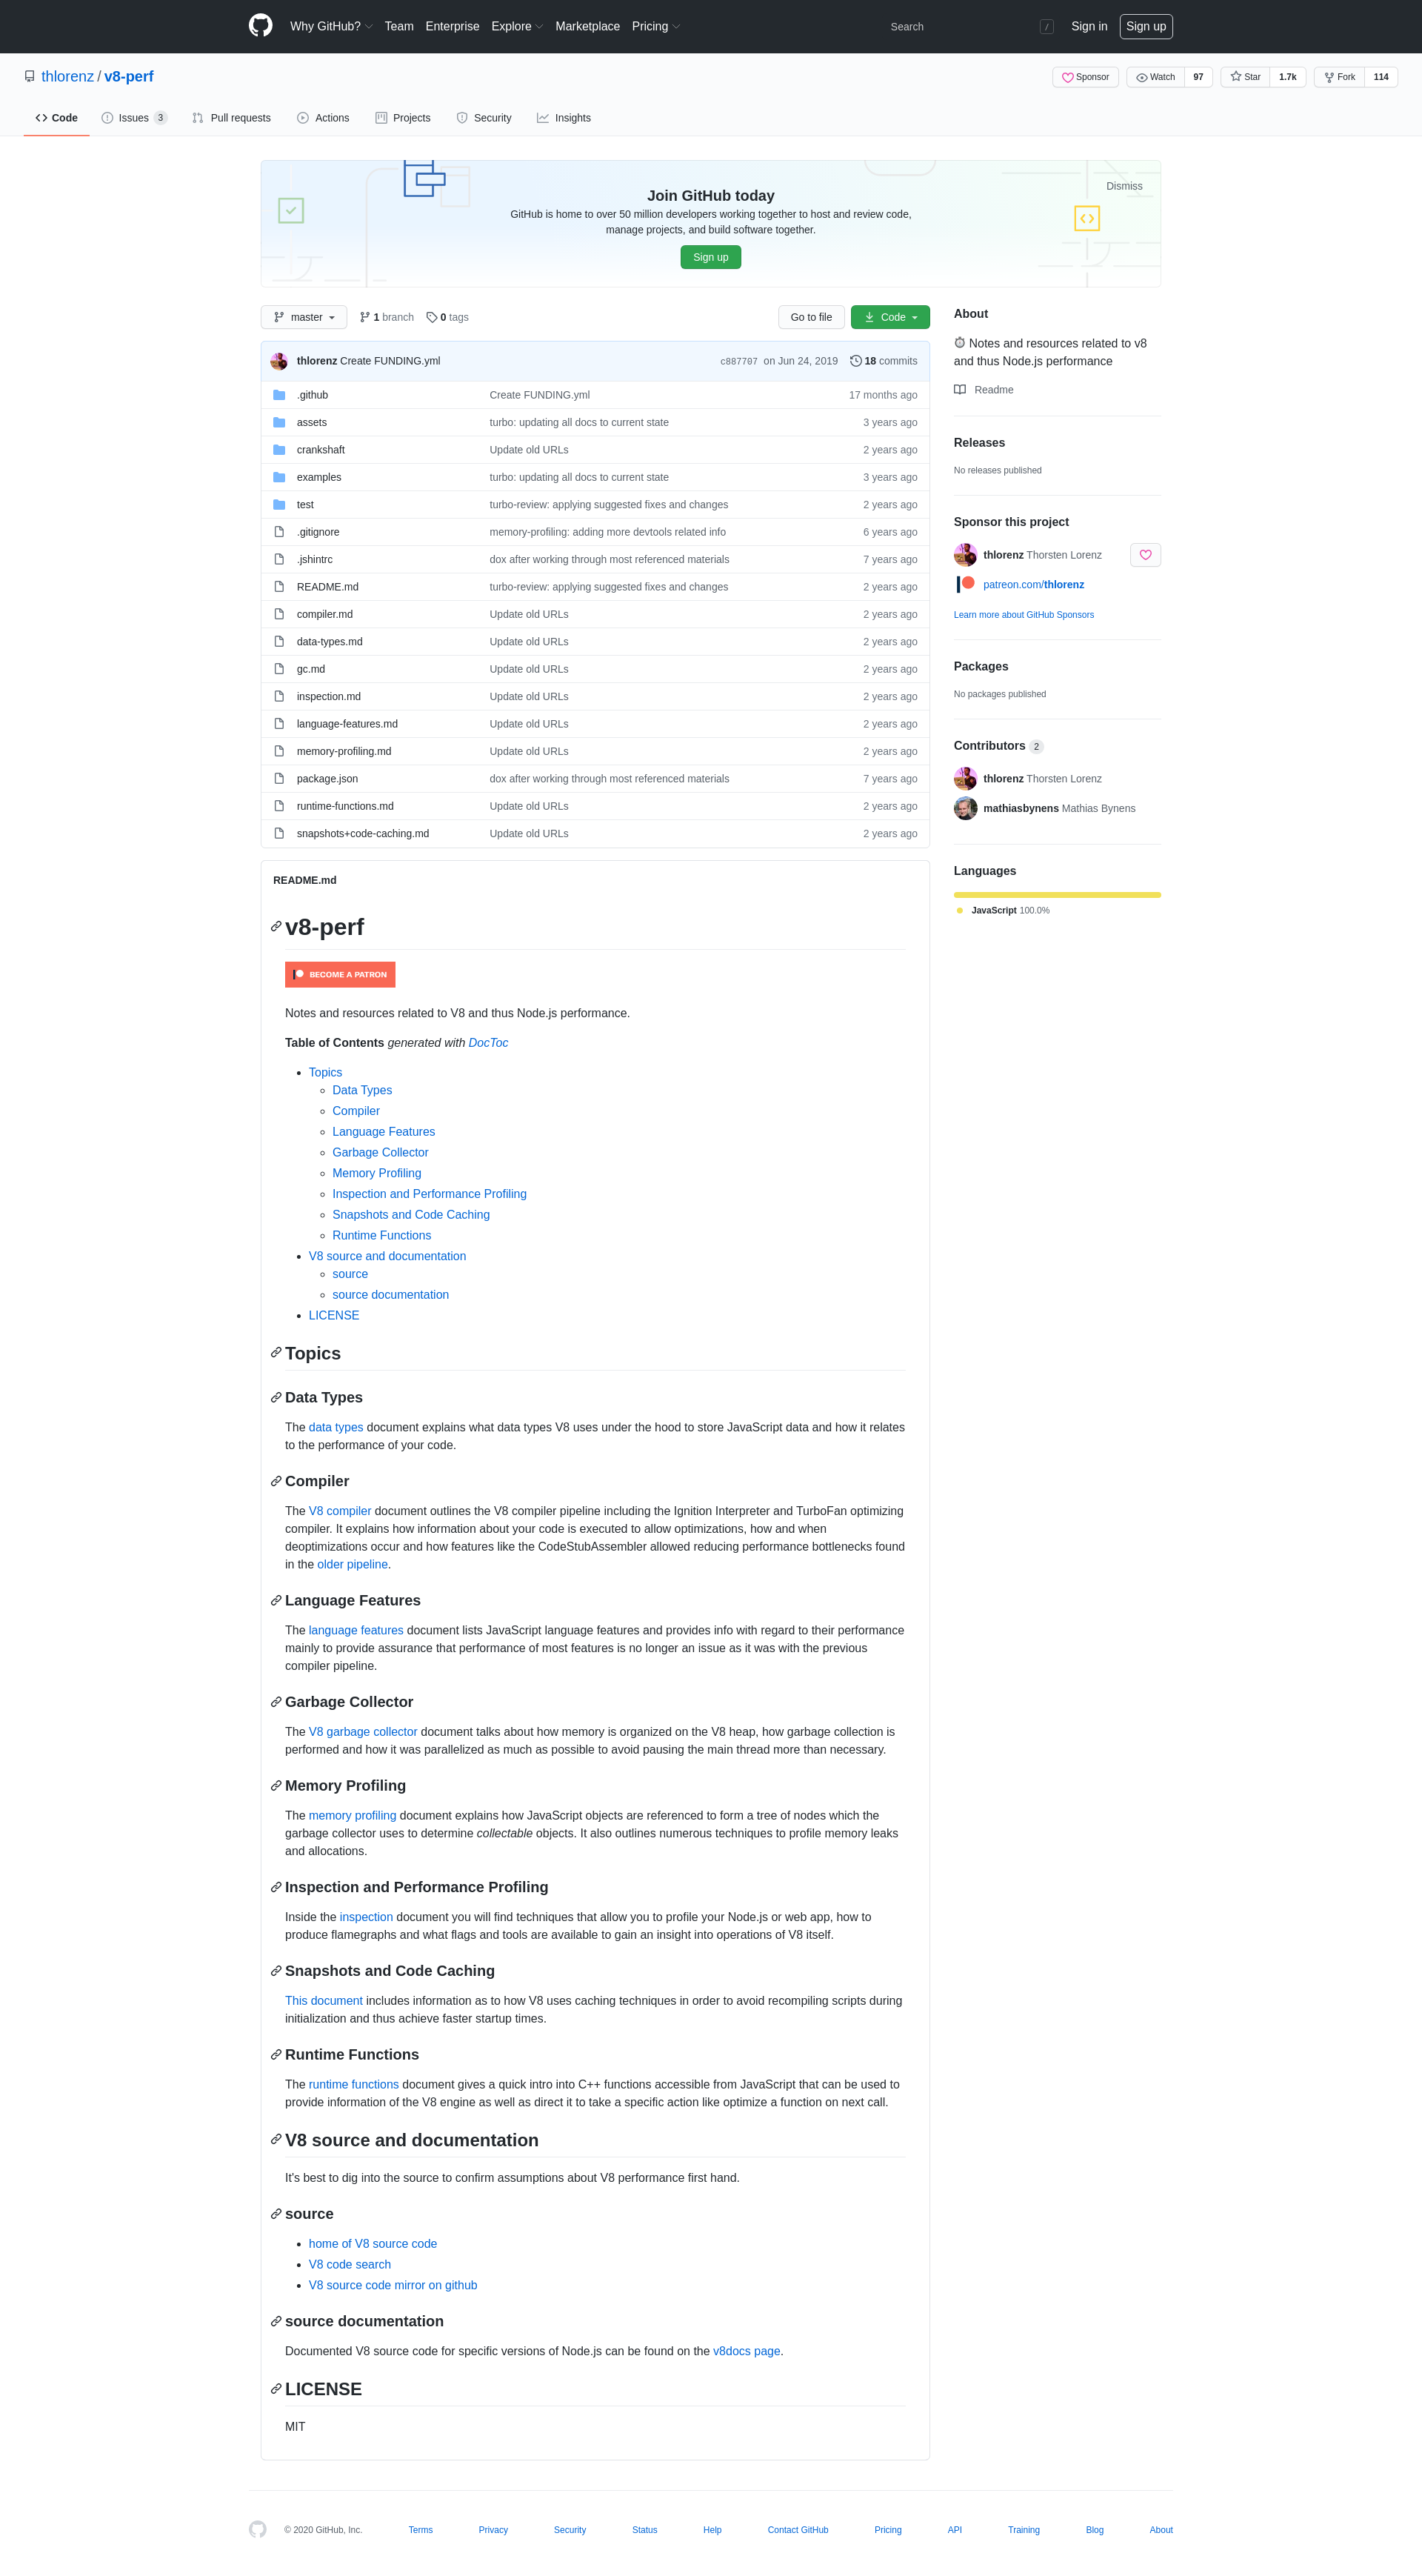 Why GitHub? Team Enterprise Explore Marketplace Pricing Search / Sign in Sign up
thlorenz / v8-perf
Sponsor Watch 97 Star 1.7k Fork 114
Code Issues 3 Pull requests Actions Projects Security Insights
Join GitHub today
Dismiss
GitHub is home to over 50 million developers working together to host and review code,
manage projects, and build software together.
Sign up
master 1 branch 0 tags Go to file Code
thlorenz Create FUNDING.yml c887707 on Jun 24, 2019 18 commits
.github Create FUNDING.yml 17 months ago
assets turbo: updating all docs to current state 3 years ago
crankshaft Update old URLs 2 years ago
examples turbo: updating all docs to current state 3 years ago
test turbo-review: applying suggested fixes and changes 2 years ago
.gitignore memory-profiling: adding more devtools related info 6 years ago
.jshintrc dox after working through most referenced materials 7 years ago
README.md turbo-review: applying suggested fixes and changes 2 years ago
compiler.md Update old URLs 2 years ago
data-types.md Update old URLs 2 years ago
gc.md Update old URLs 2 years ago
inspection.md Update old URLs 2 years ago
language-features.md Update old URLs 2 years ago
memory-profiling.md Update old URLs 2 years ago
package.json dox after working through most referenced materials 7 years ago
runtime-functions.md Update old URLs 2 years ago
snapshots+code-caching.md Update old URLs 2 years ago
About
⏱ Notes and resources related to v8
and thus Node.js performance
Readme
Releases
No releases published
Sponsor this project
thlorenz Thorsten Lorenz
patreon.com/thlorenz
Learn more about GitHub Sponsors
Packages
No packages published
Contributors 2
thlorenz Thorsten Lorenz
mathiasbynens Mathias Bynens
Languages
JavaScript 100.0%
README.md
v8-perf
BECOME A PATRON
Notes and resources related to V8 and thus Node.js performance.
Table of Contents generated with DocToc
Topics
Data Types
Compiler
Language Features
Garbage Collector
Memory Profiling
Inspection and Performance Profiling
Snapshots and Code Caching
Runtime Functions
V8 source and documentation
source
source documentation
LICENSE
Topics
Data Types
The data types document explains what data types V8 uses under the hood to store JavaScript data and how it relates
to the performance of your code.
Compiler
The V8 compiler document outlines the V8 compiler pipeline including the Ignition Interpreter and TurboFan optimizing
compiler. It explains how information about your code is executed to allow optimizations, how and when
deoptimizations occur and how features like the CodeStubAssembler allowed reducing performance bottlenecks found
in the older pipeline.
Language Features
The language features document lists JavaScript language features and provides info with regard to their performance
mainly to provide assurance that performance of most features is no longer an issue as it was with the previous
compiler pipeline.
Garbage Collector
The V8 garbage collector document talks about how memory is organized on the V8 heap, how garbage collection is
performed and how it was parallelized as much as possible to avoid pausing the main thread more than necessary.
Memory Profiling
The memory profiling document explains how JavaScript objects are referenced to form a tree of nodes which the
garbage collector uses to determine collectable objects. It also outlines numerous techniques to profile memory leaks
and allocations.
Inspection and Performance Profiling
Inside the inspection document you will find techniques that allow you to profile your Node.js or web app, how to
produce flamegraphs and what flags and tools are available to gain an insight into operations of V8 itself.
Snapshots and Code Caching
This document includes information as to how V8 uses caching techniques in order to avoid recompiling scripts during
initialization and thus achieve faster startup times.
Runtime Functions
The runtime functions document gives a quick intro into C++ functions accessible from JavaScript that can be used to
provide information of the V8 engine as well as direct it to take a specific action like optimize a function on next call.
V8 source and documentation
It's best to dig into the source to confirm assumptions about V8 performance first hand.
source
home of V8 source code
V8 code search
V8 source code mirror on github
source documentation
Documented V8 source code for specific versions of Node.js can be found on the v8docs page.
LICENSE
MIT
© 2020 GitHub, Inc. Terms Privacy Security Status Help Contact GitHub Pricing API Training Blog About